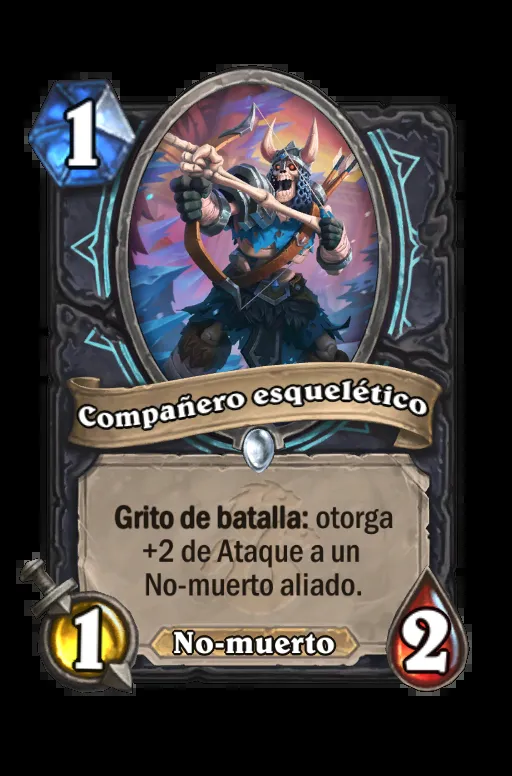 1
Compañero esquelético
Grito de batalla: otorga
+2 de Ataque a un
No-muerto aliado.
1
No-muerto
2